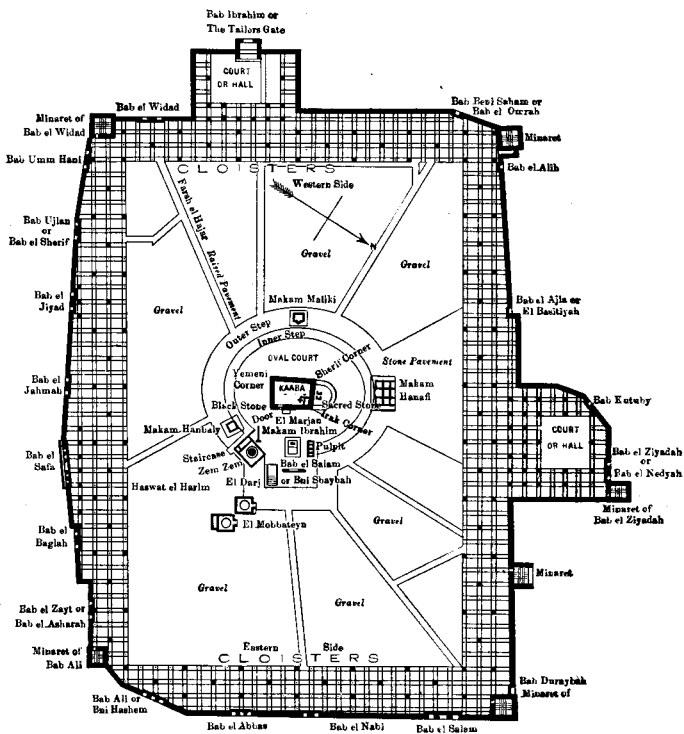 Bab Ibrahim or
The Tailors Gate
COURT
OR HALL
Bab el Widad
Minaret of
Bab el Widad
Bab Beni Saham or
Bab el Omrah
Minaret
Bab Umm Hani
CLOISTERS
Bab el Alih
Western Side
Farsh el Hajar
Raised Pavement
N
Bab Ujlan
or
Bab el Sherif
Gravel
Gravel
Bab el
Jiyad
Gravel
Makam Maliki
Bab el Ajla or
El Basitiyah
Outer Step
Inner Step
OVAL COURT
Sherif Corner
Stone Pavement
Yemeni
Corner
KAABA
Makam
Hanafi
Bab el
Jahmah
Black Stone
Sacred Stone
Bab Kutuby
Door
El Marjan
Irak Corner
Makam Hanbaly
Makam Ibrahim
COURT
OR HALL
Staircase
Pulpit
Bab el
Safa
Zem Zem
Bab el Salam
Bab el Ziyadah
or
Bab el Nedyah
Haswat el Harim
El Darj
or Bni Shaybah
Minaret of
Bab el Ziyadah
Gravel
El Mobbateyn
Bab el
Baglah
Minaret
Gravel
Gravel
Bab el Zayt or
Bab el Asharah
Eastern Side
CLOISTERS
Minaret of
Bab Ali
Bab Duraybah
Minaret of
Bab Ali or
Bni Hashem
Bab el Abbas
Bab el Nabi
Bab el Salem